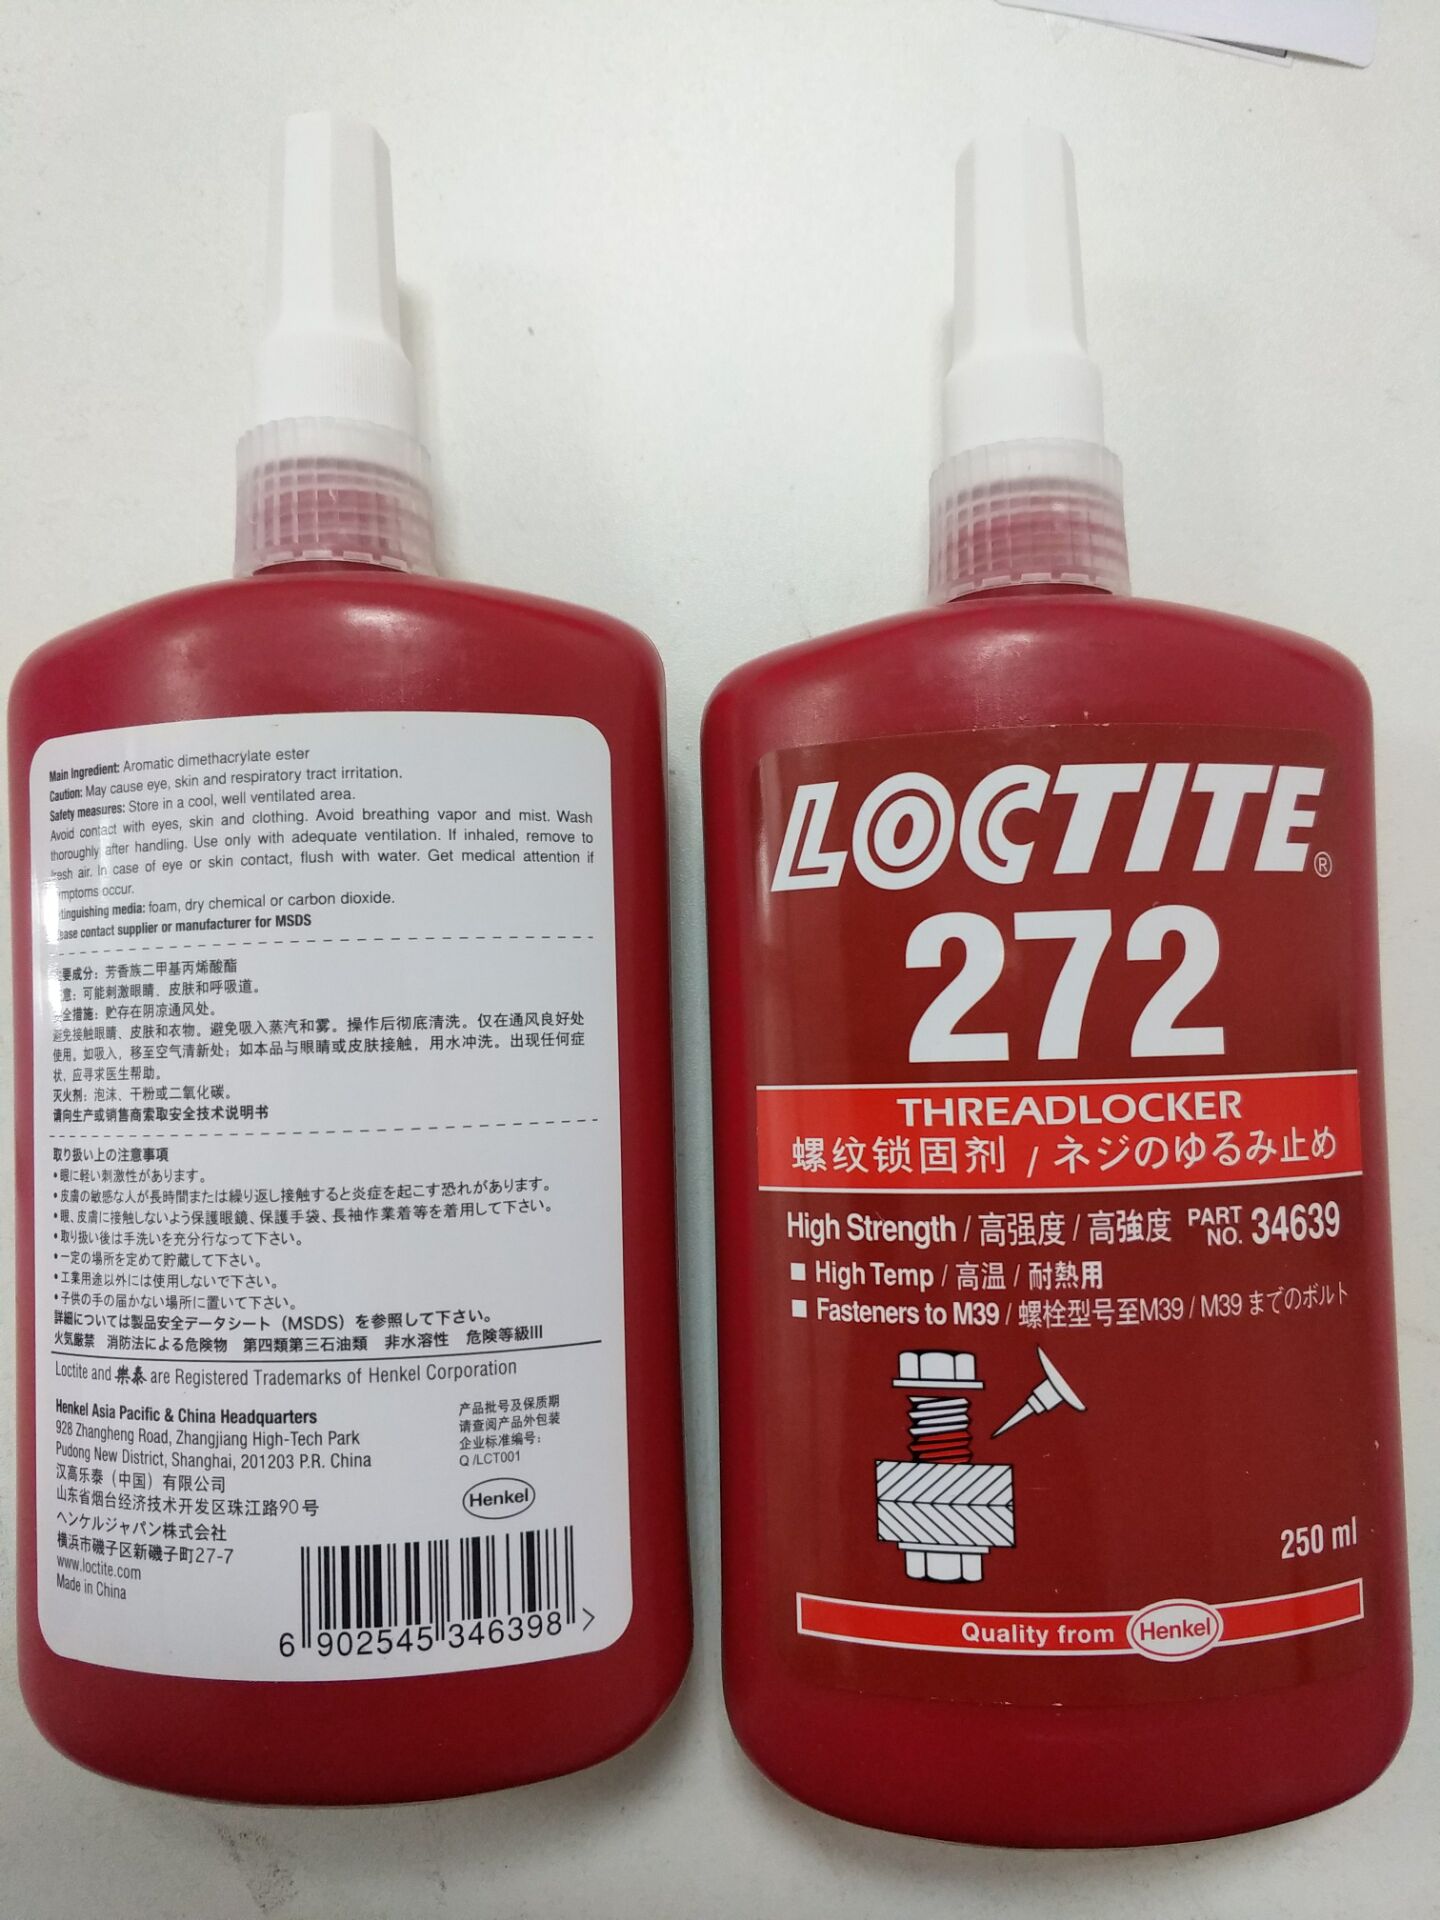 Main Ingredient: Aromatic dimethacrylate ester
Caution: May cause eye, skin and respiratory tract irritation.
Safety measures: Store in a cool, well ventilated area.
Avoid contact with eyes, skin and clothing. Avoid breathing vapor and mist. Wash
thoroughly after handling. Use only with adequate ventilation. If inhaled, remove to
fresh air. In case of eye or skin contact, flush with water. Get medical attention if
symptoms occur.
media: foam, dry chemical or carbon dioxide.
contact supplier or manufacturer for MSDS
主要成分：芳香族二甲基丙烯酸酯
意：可能刺激眼睛、皮肤和呼吸道。
安全措施：贮存在阴凉通风处。
避免接触眼睛、皮肤和衣物。避免吸入蒸汽和雾。操作后彻底清洗。仅在通风良好处
使用。如吸入，移至空气清新处；如本品与眼睛或皮肤接触，用水冲洗。出现任何症
状，应寻求医生帮助。
灭火剂：泡沫、干粉或二氧化碳。
请向生产或销售商索取安全技术说明书
取り扱い上の注意事項
•眼に軽い刺激性があります。
•皮膚の敏感な人が長時間または繰り返し接触すると炎症を起こす恐れがあります。
•眼、皮膚に接触しないよう保護眼鏡、保護手袋、長袖作業着等を着用して下さい。
•取り扱い後は手洗いを充分行なって下さい。
•一定の場所を定めて貯蔵して下さい。
•工業用途以外には使用しないで下さい。
•子供の手の届かない場所に置いて下さい。
詳細については製品安全データシート（MSDS）を参照して下さい。
火気厳禁 消防法による危険物 第四類第三石油類 非水溶性 危険等級III
Loctite and 樂泰 are Registered Trademarks of Henkel Corporation
Henkel Asia Pacific & China Headquarters
928 Zhangheng Road, Zhangjiang High-Tech Park
Pudong New District, Shanghai, 201203 P.R. China
汉高乐泰（中国）有限公司
山东省烟台经济技术开发区珠江路90号
ヘンケルジャパン株式会社
横浜市磯子区新磯子町27-7
www.loctite.com
Made in China
产品批号及保质期
请查阅产品外包装
企业标准编号：
Q /LCT001
Henkel
6 902545 346398 >
LOCTITE®
272
THREADLOCKER
螺纹锁固剂 / ネジのゆるみ止め
High Strength / 高强度 / 高強度 PART NO. 34639
■ High Temp / 高温 / 耐熱用
■ Fasteners to M39 / 螺栓型号至M39 / M39 までのボルト
250 ml
Quality from Henkel